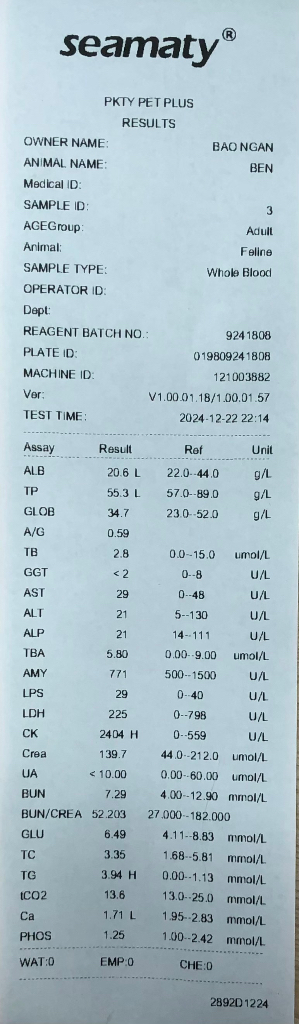 seamaty®
PKTY PET PLUS
RESULTS
OWNER NAME: BAO NGAN
ANIMAL NAME: BEN
Medical ID:
SAMPLE ID: 3
AGEGroup: Adult
Animal: Feline
SAMPLE TYPE: Whole Blood
OPERATOR ID:
Dept:
REAGENT BATCH NO.: 9241808
PLATE ID: 019809241808
MACHINE ID: 121003882
Ver: V1.00.01.18/1.00.01.57
TEST TIME: 2024-12-22 22:14
Assay Result Ref Unit
ALB 20.6 L 22.0--44.0 g/L
TP 55.3 L 57.0--89.0 g/L
GLOB 34.7 23.0--52.0 g/L
A/G 0.59
TB 2.8 0.0--15.0 umol/L
GGT <2 0--8 U/L
AST 29 0--48 U/L
ALT 21 5--130 U/L
ALP 21 14--111 U/L
TBA 5.80 0.00--9.00 umol/L
AMY 771 500--1500 U/L
LPS 29 0--40 U/L
LDH 225 0--798 U/L
CK 2404 H 0--559 U/L
Crea 139.7 44.0--212.0 umol/L
UA <10.00 0.00--60.00 umol/L
BUN 7.29 4.00--12.90 mmol/L
BUN/CREA 52.203 27.000--182.000
GLU 6.49 4.11--8.83 mmol/L
TC 3.35 1.68--5.81 mmol/L
TG 3.94 H 0.00--1.13 mmol/L
tCO2 13.6 13.0--25.0 mmol/L
Ca 1.71 L 1.95--2.83 mmol/L
PHOS 1.25 1.00--2.42 mmol/L
WAT:0 EMP:0 CHE:0
2892D1224